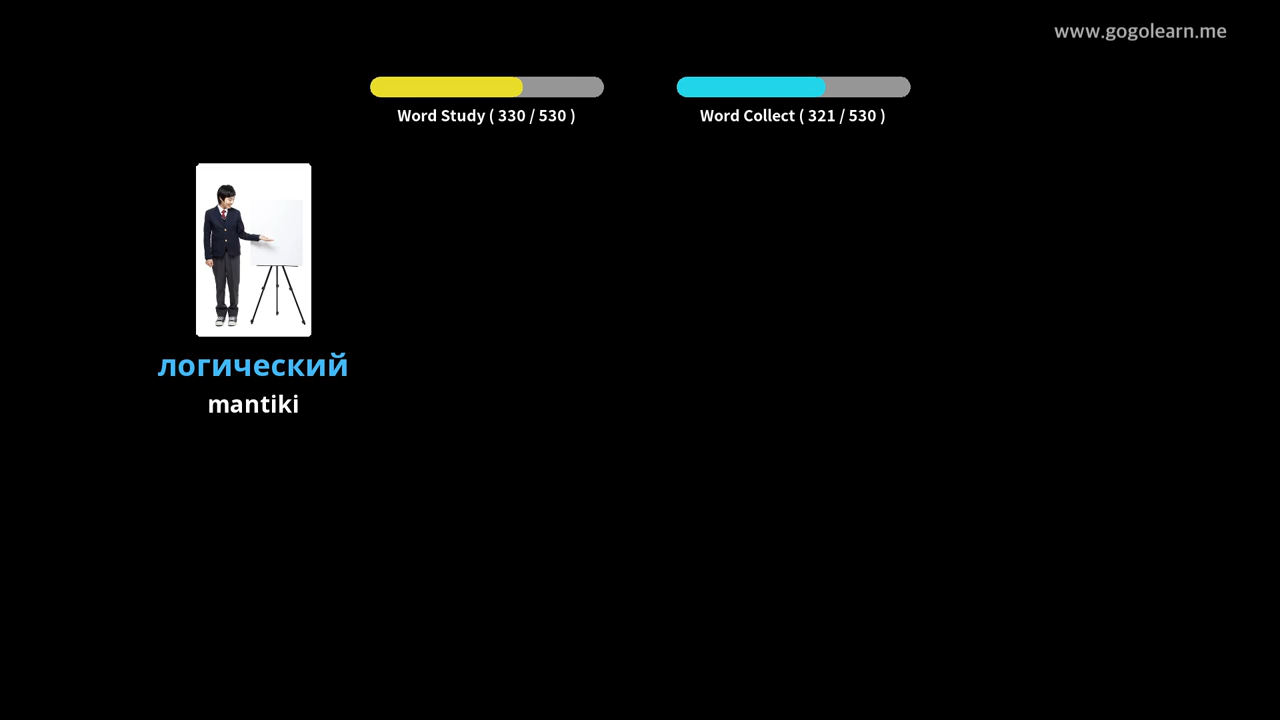 www.gogolearn.me
Word Study ( 330 / 530 )
Word Collect ( 321 / 530 )
логический
mantiki